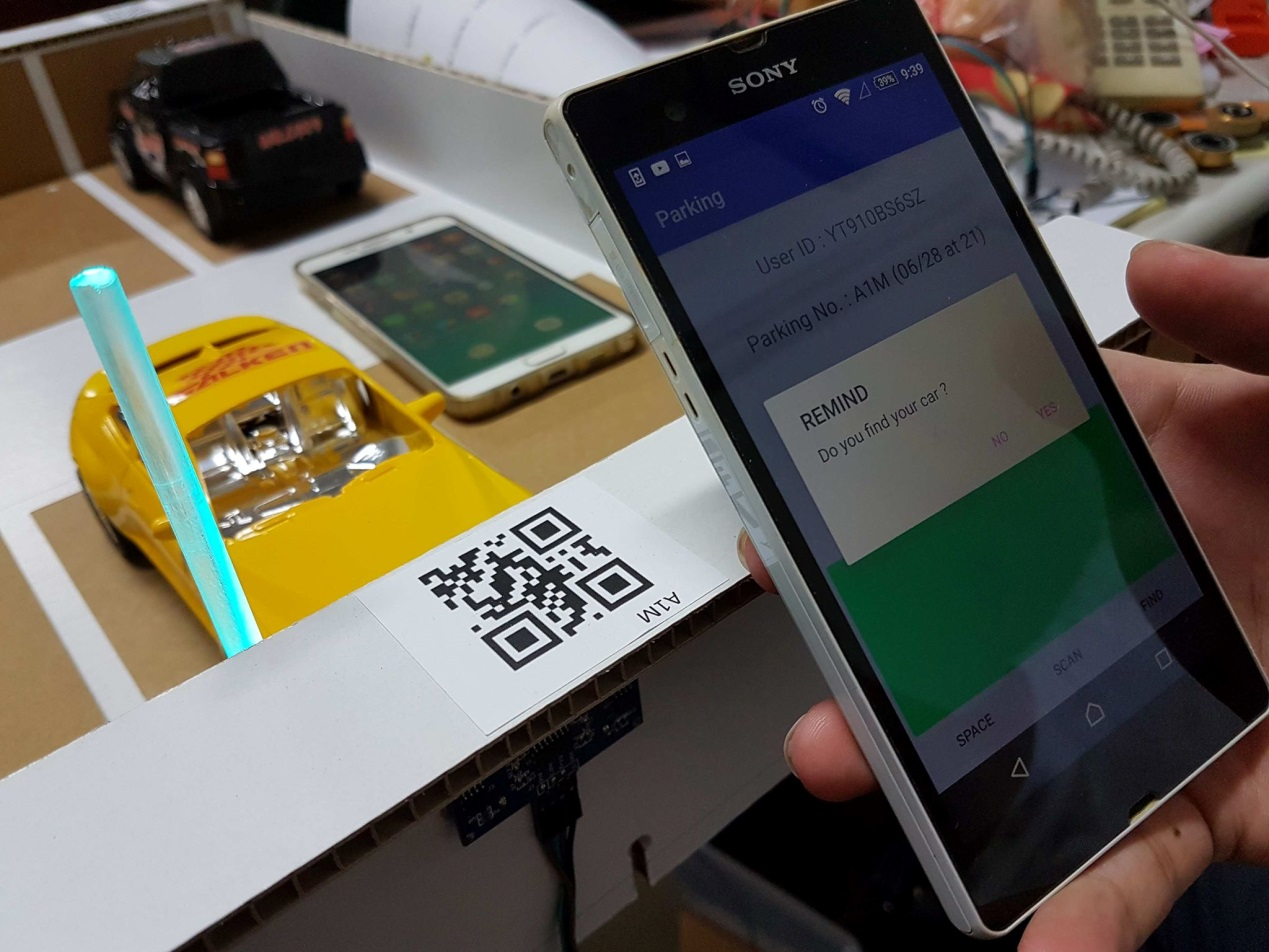 SONY
39%
9:39
Parking
User ID : YT910BS6SZ
Parking No. : A1M (06/28 at 21)
REMIND
Do you find your car ?
NO
YES
SPACE
SCAN
FIND
A1M